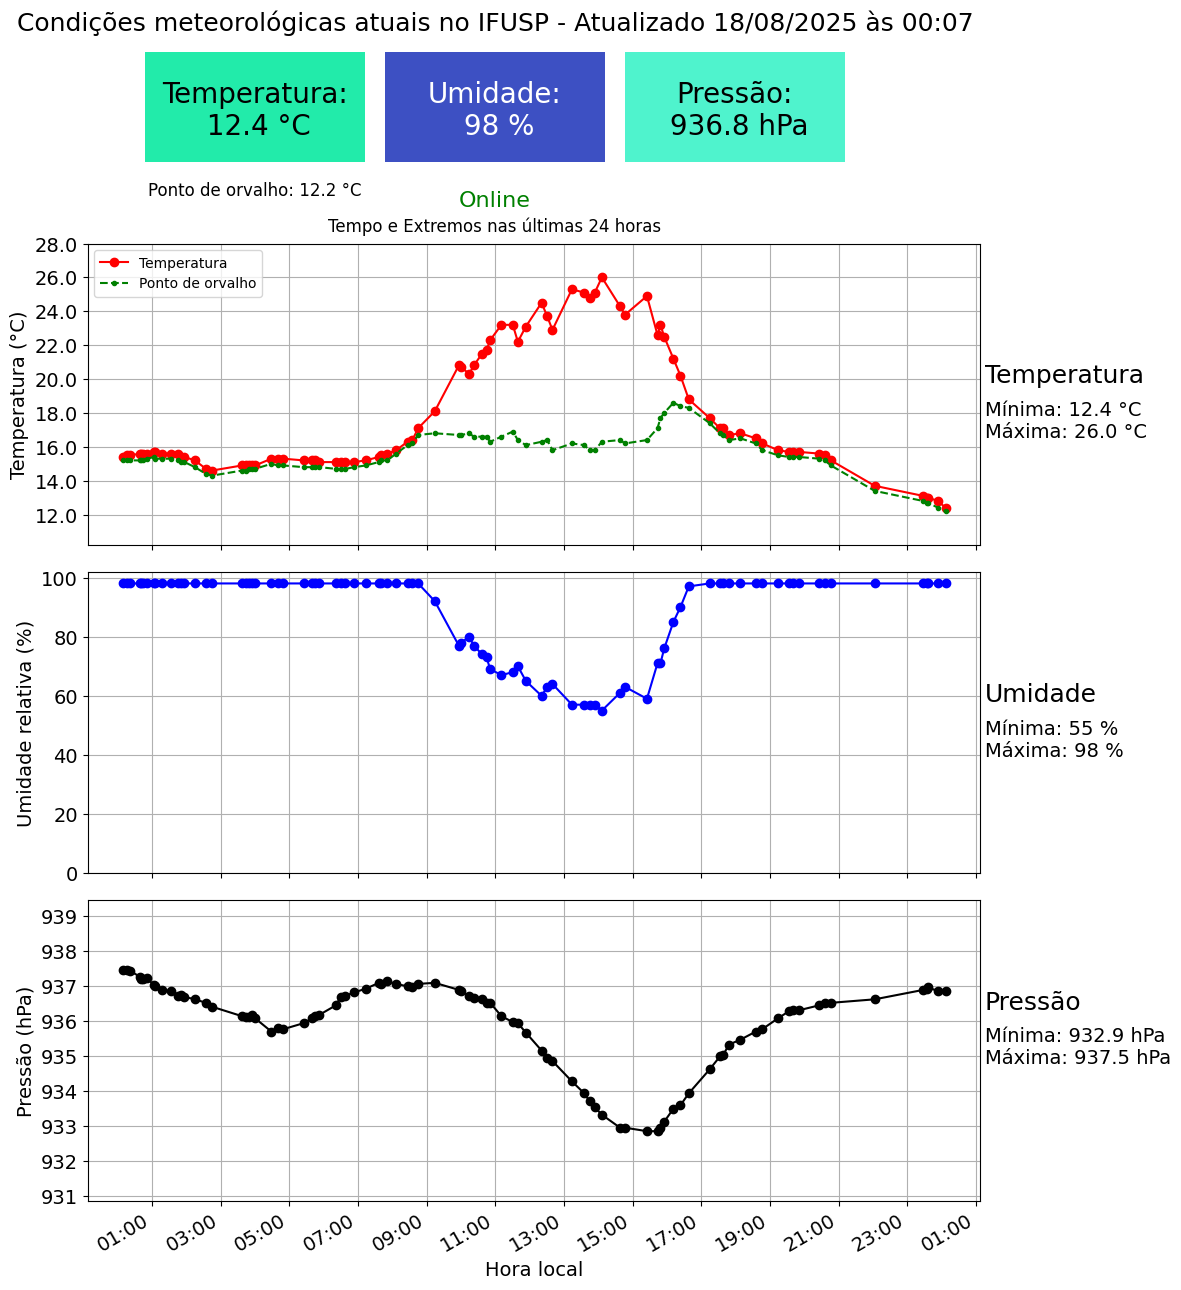 Condições meteorológicas atuais no IFUSP - Atualizado 18/08/2025 às 00:07
Temperatura:
12.4 °C
Umidade:
98 %
Pressão:
936.8 hPa
Ponto de orvalho: 12.2 °C
Online
Tempo e Extremos nas últimas 24 horas
Temperatura
Ponto de orvalho
Temperatura (°C)
28.0
26.0
24.0
22.0
20.0
18.0
16.0
14.0
12.0
Temperatura
Mínima: 12.4 °C
Máxima: 26.0 °C
Umidade relativa (%)
100
80
60
40
20
0
Umidade
Mínima: 55 %
Máxima: 98 %
Pressão (hPa)
939
938
937
936
935
934
933
932
931
Pressão
Mínima: 932.9 hPa
Máxima: 937.5 hPa
01:00
03:00
05:00
07:00
09:00
11:00
13:00
15:00
17:00
19:00
21:00
23:00
01:00
Hora local